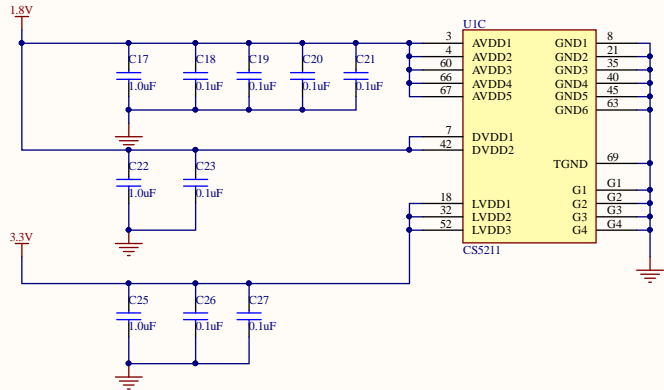 1.8V
C17 C18 C19 C20 C21
1.0uF 0.1uF 0.1uF 0.1uF 0.1uF
C22 C23
1.0uF 0.1uF
3.3V
C25 C26 C27
1.0uF 0.1uF 0.1uF
U1C
3 AVDD1 GND1 8
4 AVDD2 GND2 21
60 AVDD3 GND3 35
66 AVDD4 GND4 40
67 AVDD5 GND5 45
GND6 63
7 DVDD1
42 DVDD2
TGND 69
G1 G1
18 LVDD1 G2 G2
32 LVDD2 G3 G3
52 LVDD3 G4 G4
CS5211